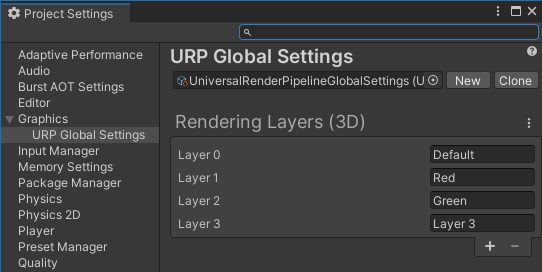 Project Settings
Adaptive Performance
Audio
Burst AOT Settings
Editor
Graphics
URP Global Settings
Input Manager
Memory Settings
Package Manager
Physics
Physics 2D
Player
Preset Manager
Quality
URP Global Settings
UniversalRenderPipelineGlobalSettings (U
New
Clone
Rendering Layers (3D)
Layer 0 Default
Layer 1 Red
Layer 2 Green
Layer 3 Layer 3